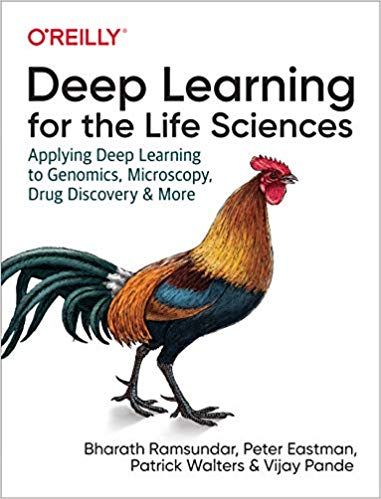 O'REILLY®
Deep Learning
for the Life Sciences
Applying Deep Learning
to Genomics, Microscopy,
Drug Discovery & More
Bharath Ramsundar, Peter Eastman,
Patrick Walters & Vijay Pande